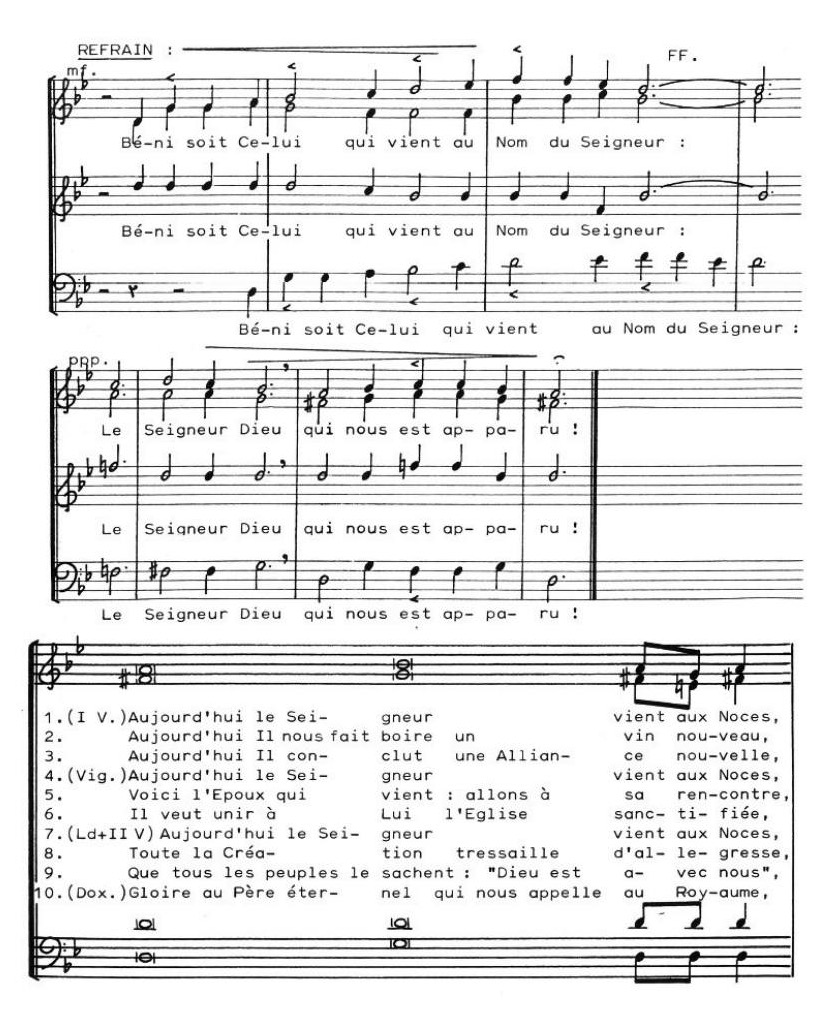 REFRAIN :
FF.
mf.
Bé-ni soit Ce-lui qui vient au Nom du Seigneur :
Bé-ni soit Ce-lui qui vient au Nom du Seigneur :
Bé-ni soit Ce-lui qui vient au Nom du Seigneur :
ppp.
Le Seigneur Dieu qui nous est ap- pa- ru !
Le Seigneur Dieu qui nous est ap- pa- ru !
Le Seigneur Dieu qui nous est ap- pa- ru !
1.(I V.)Aujourd'hui le Sei- gneur vient aux Noces,
2. Aujourd'hui Il nous fait boire un vin nou-veau,
3. Aujourd'hui Il con- clut une Allian- ce nou-velle,
4.(Vig.)Aujourd'hui le Sei- gneur vient aux Noces,
5. Voici l'Epoux qui vient : allons à sa ren-contre,
6. Il veut unir à Lui l'Eglise sanc- ti- fiée,
7.(Ld+II V) Aujourd'hui le Sei- gneur vient aux Noces,
8. Toute la Créa- tion tressaille d'al- le- gresse,
9. Que tous les peuples le sachent : "Dieu est a- vec nous",
10.(Dox.)Gloire au Père éter- nel qui nous appelle au Roy-aume,